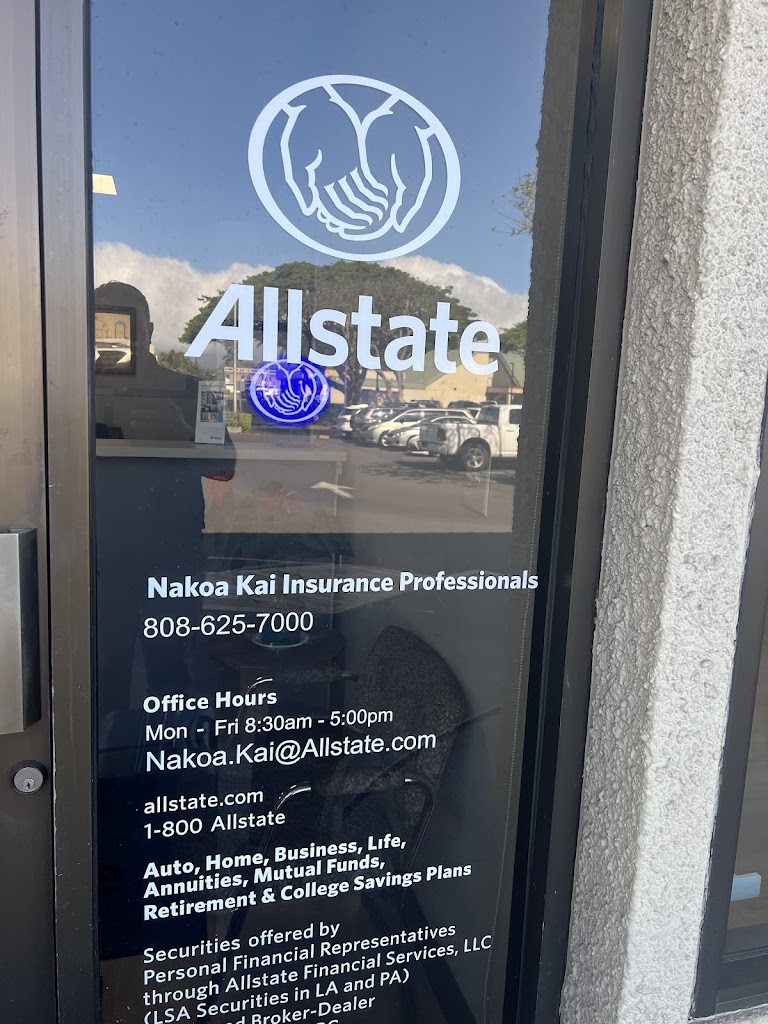 Allstate
Nakoa Kai Insurance Professionals
808-625-7000
Office Hours
Mon - Fri 8:30am - 5:00pm
Nakoa.Kai@Allstate.com
allstate.com
1-800 Allstate
Auto, Home, Business, Life,
Annuities, Mutual Funds,
Retirement & College Savings Plans
Securities offered by
Personal Financial Representatives
through Allstate Financial Services, LLC
(LSA Securities in LA and PA)
Broker-Dealer